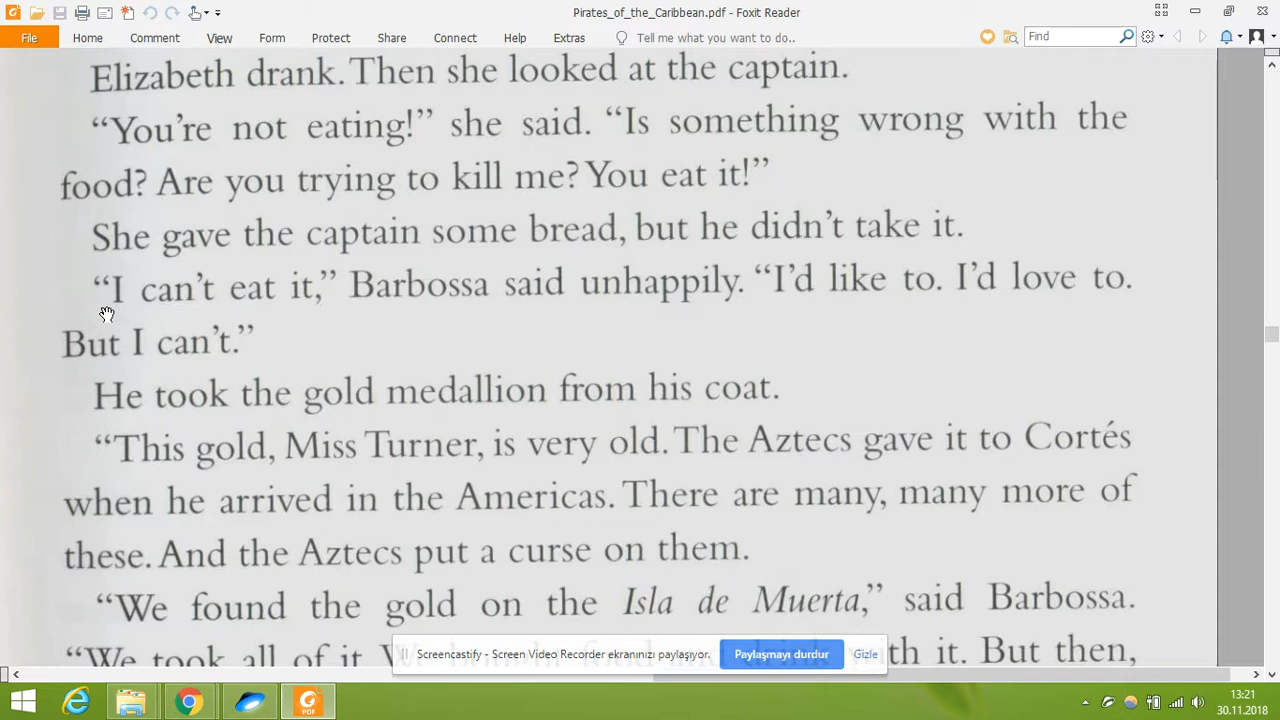 Pirates_of_the_Caribbean.pdf - Foxit Reader
File Home Comment View Form Protect Share Connect Help Extras Tell me what you want to do.. Find
Elizabeth drank. Then she looked at the captain.
“You’re not eating!” she said. “Is something wrong with the
food? Are you trying to kill me? You eat it!”
She gave the captain some bread, but he didn’t take it.
“I can’t eat it,” Barbossa said unhappily. “I’d like to. I’d love to.
But I can’t.”
He took the gold medallion from his coat.
“This gold, Miss Turner, is very old. The Aztecs gave it to Cortés
when he arrived in the Americas. There are many, many more of
these. And the Aztecs put a curse on them.
“We found the gold on the Isla de Muerta,” said Barbossa.
“We took all of it with it. But then,
Screencastify - Screen Video Recorder ekranınızı paylaşıyor. Paylaşmayı durdur Gizle
13:21
30.11.2018